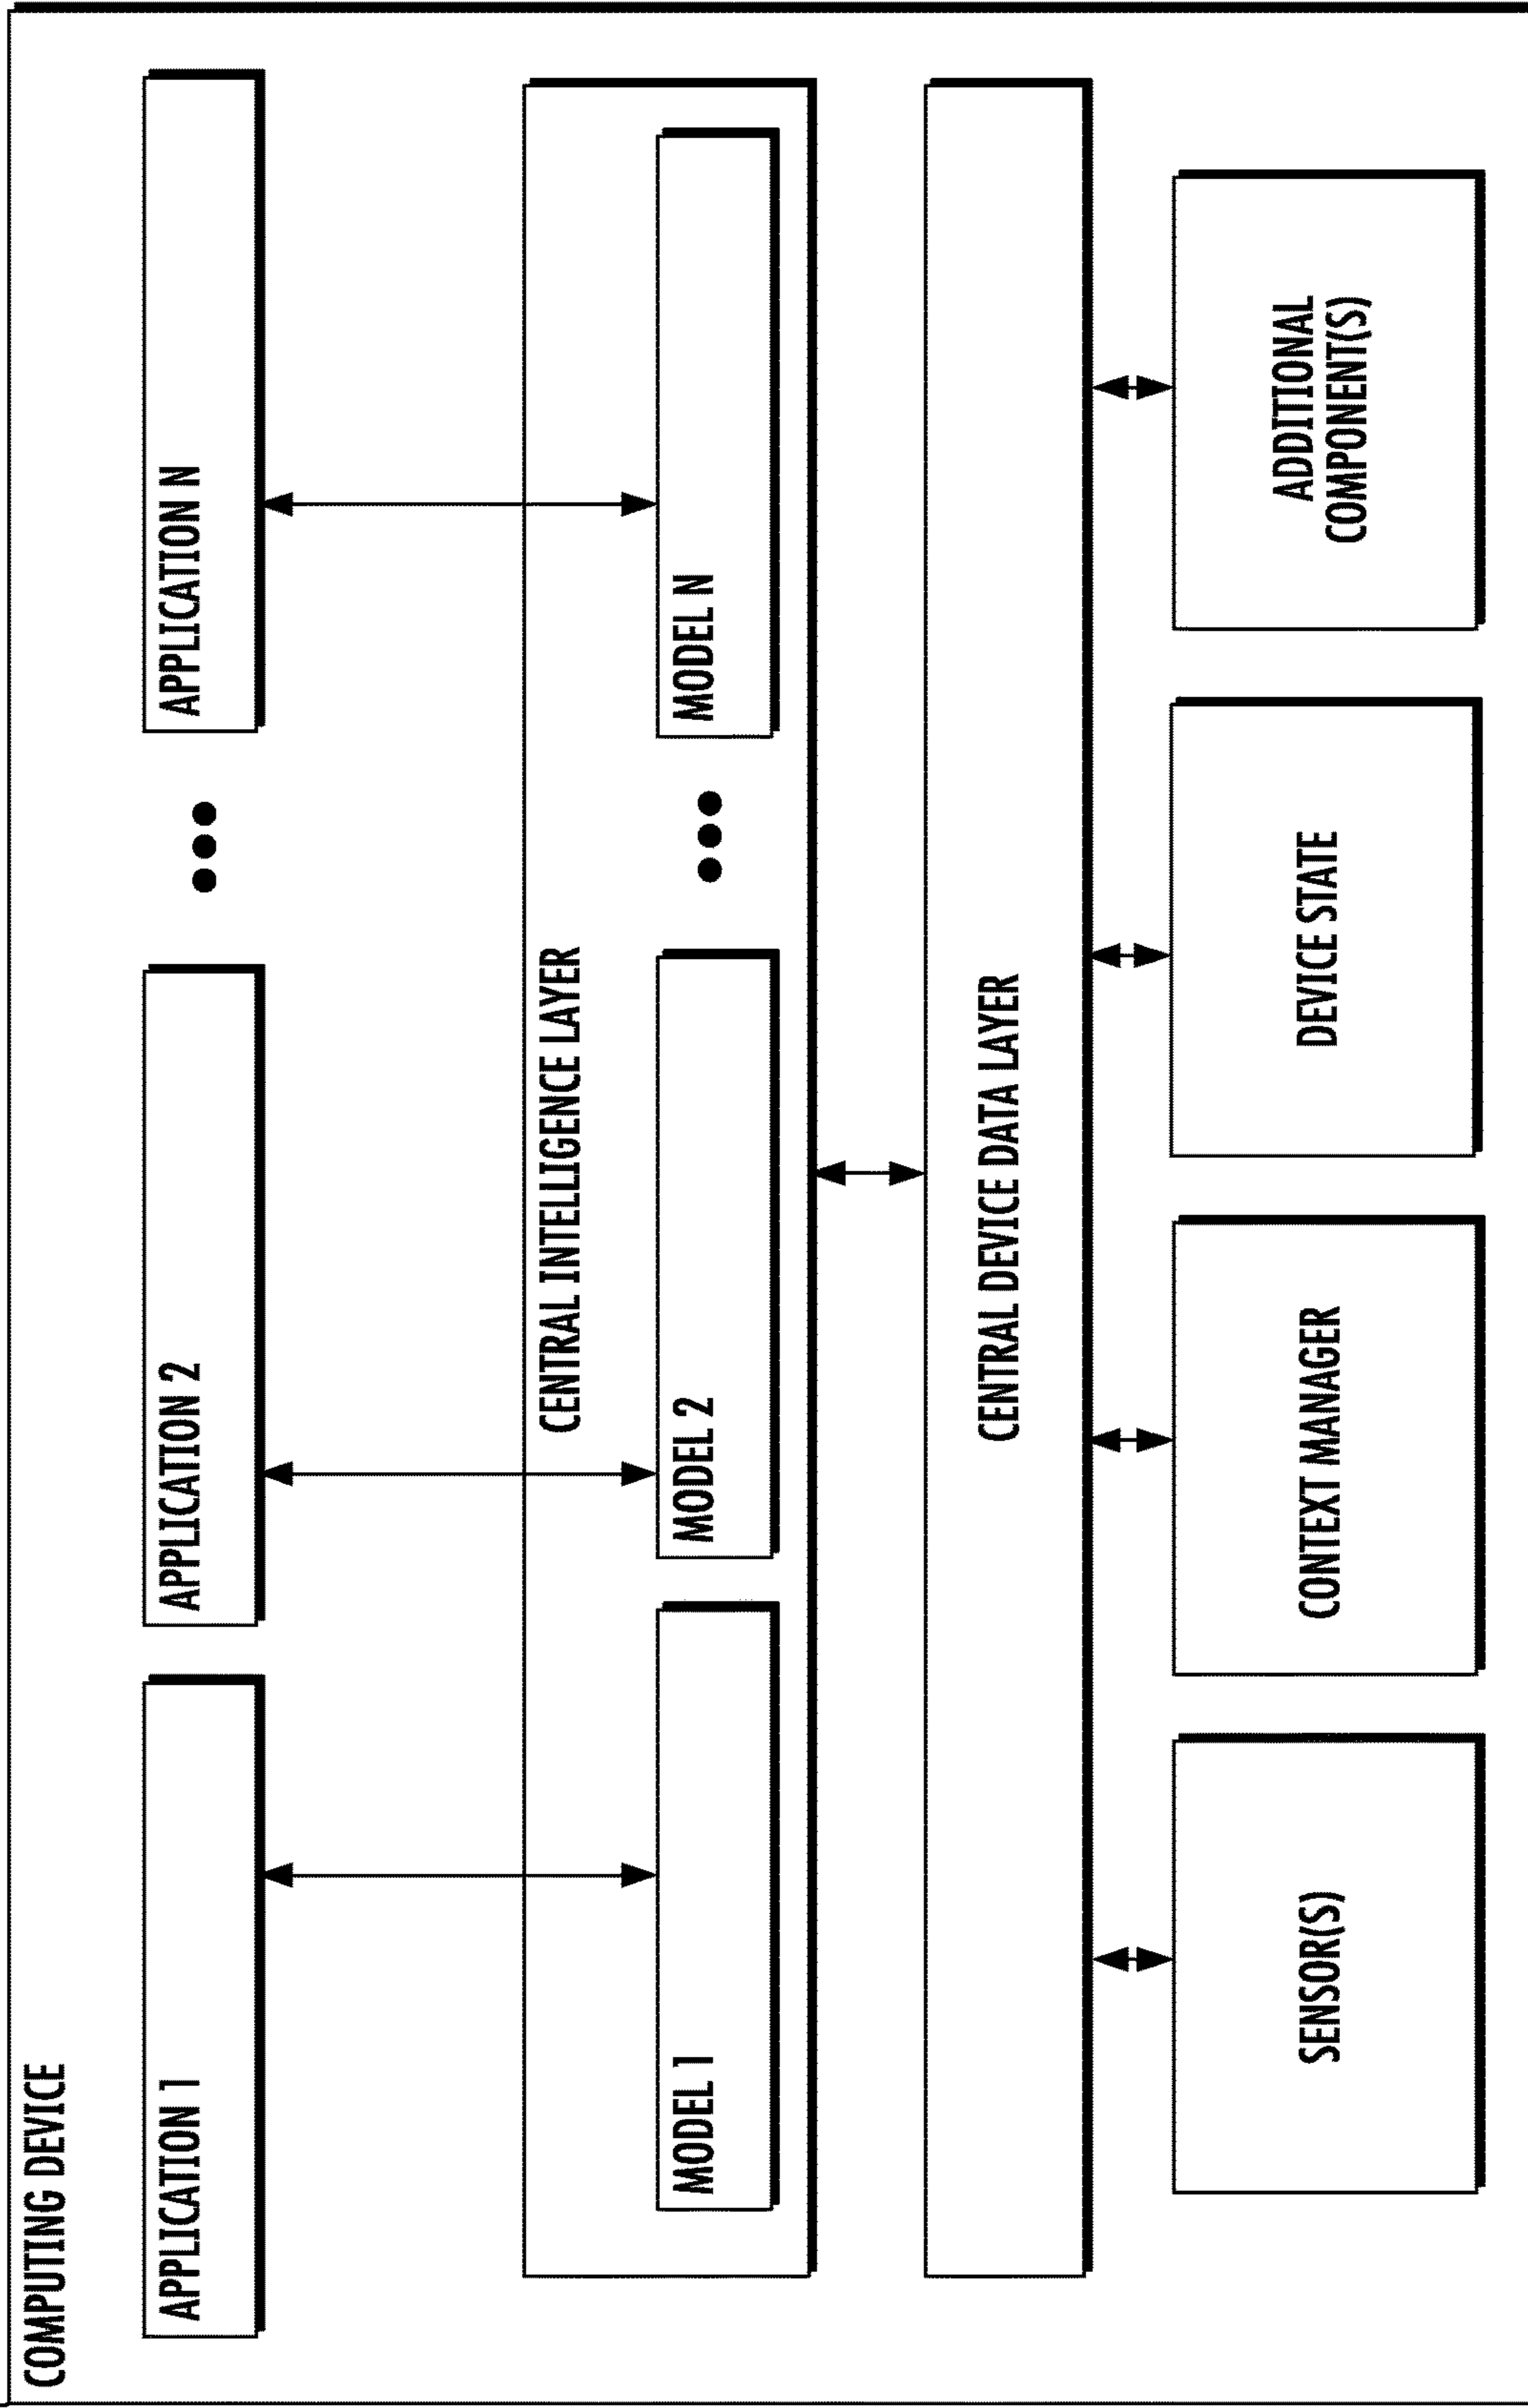 COMPUTING DEVICE
APPLICATION 1
APPLICATION 2
APPLICATION N
CENTRAL INTELLIGENCE LAYER
MODEL 1
MODEL 2
MODEL N
CENTRAL DEVICE DATA LAYER
SENSOR(S)
CONTEXT MANAGER
DEVICE STATE
ADDITIONAL
COMPONENT(S)